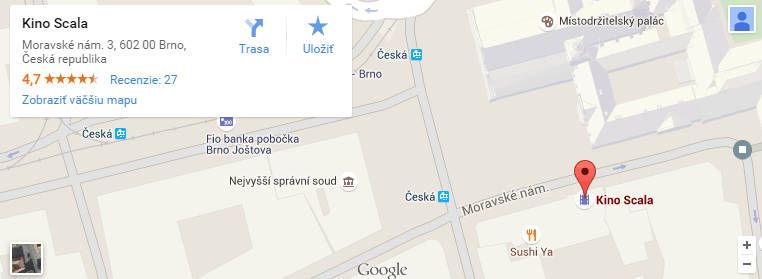 Kino Scala
Moravské nám. 3, 602 00 Brno,
Česká republika
4,7 Recenzie: 27
Zobraziť väčšiu mapu
Trasa
Uložiť
Místodržitelský palác
Česká
- Brno
Česká
100
Fio banka pobočka
Brno Joštova
Nejvyšší správní soud
Česká
Moravské nám.
Kino Scala
Sushi Ya
Google
+
−